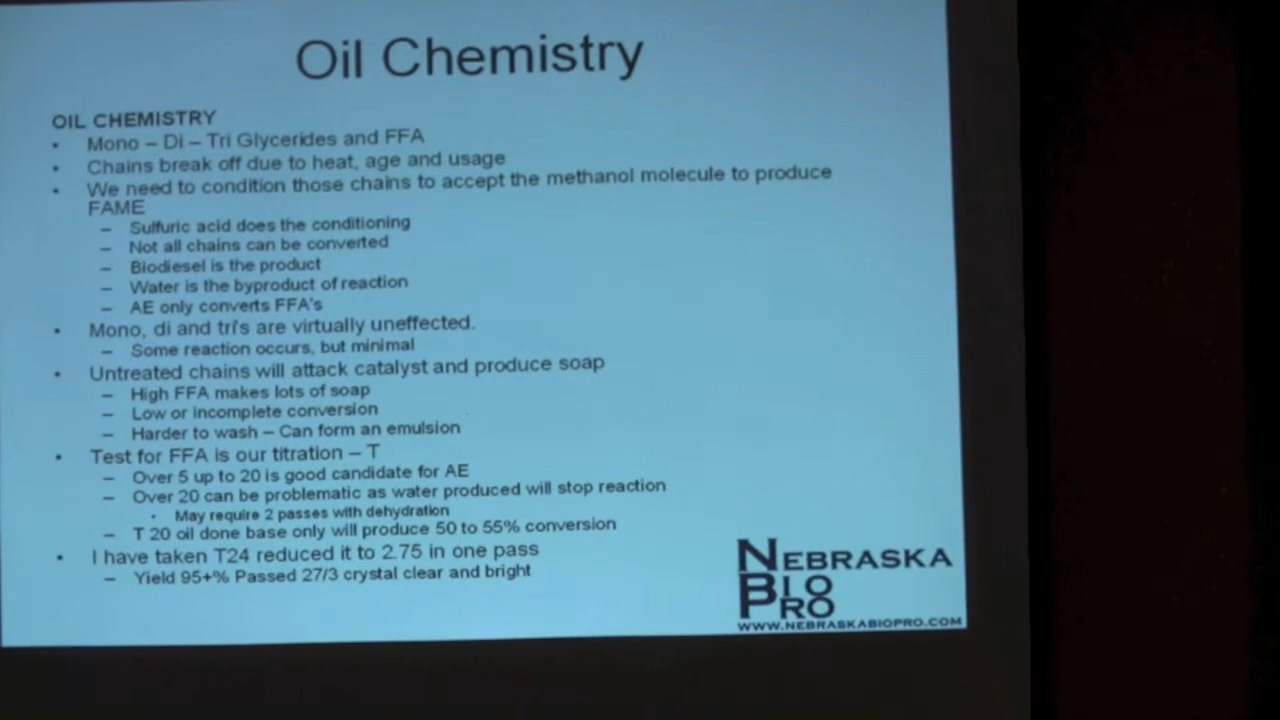 Oil Chemistry
OIL CHEMISTRY
• Mono – Di – Tri Glycerides and FFA
• Chains break off due to heat, age and usage
• We need to condition those chains to accept the methanol molecule to produce
FAME
– Sulfuric acid does the conditioning
– Not all chains can be converted
– Biodiesel is the product
– Water is the byproduct of reaction
– AE only converts FFA's
• Mono, di and tri's are virtually uneffected.
– Some reaction occurs, but minimal
• Untreated chains will attack catalyst and produce soap
– High FFA makes lots of soap
– Low or incomplete conversion
– Harder to wash – Can form an emulsion
• Test for FFA is our titration – T
– Over 5 up to 20 is good candidate for AE
– Over 20 can be problematic as water produced will stop reaction
• May require 2 passes with dehydration
– T 20 oil done base only will produce 50 to 55% conversion
• I have taken T24 reduced it to 2.75 in one pass
– Yield 95+% Passed 27/3 crystal clear and bright
NEBRASKA
BIO
PRO
WWW.NEBRASKABIOPRO.COM